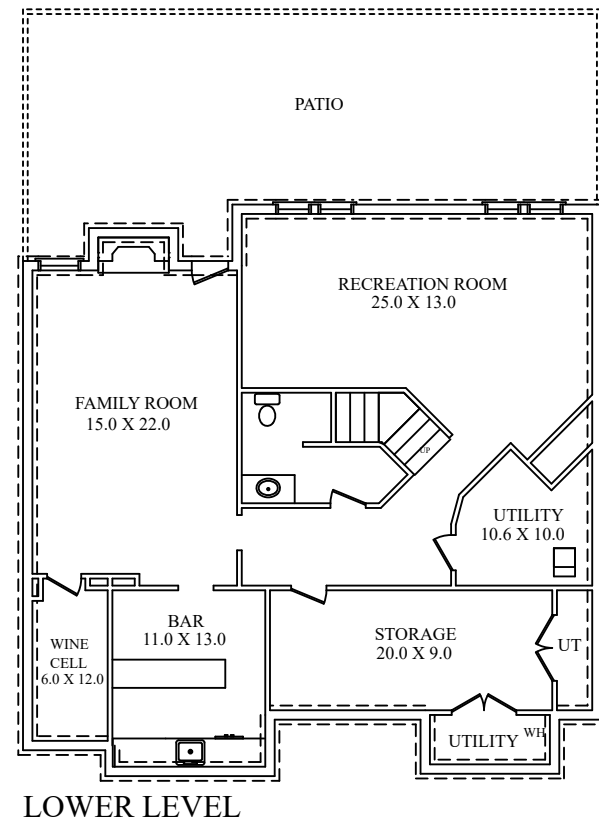 PATIO
RECREATION ROOM
25.0 X 13.0
FAMILY ROOM
15.0 X 22.0
UP
UTILITY
10.6 X 10.0
BAR
11.0 X 13.0
STORAGE
20.0 X 9.0
WINE
CELL
6.0 X 12.0
UT
UTILITY
WH
LOWER LEVEL